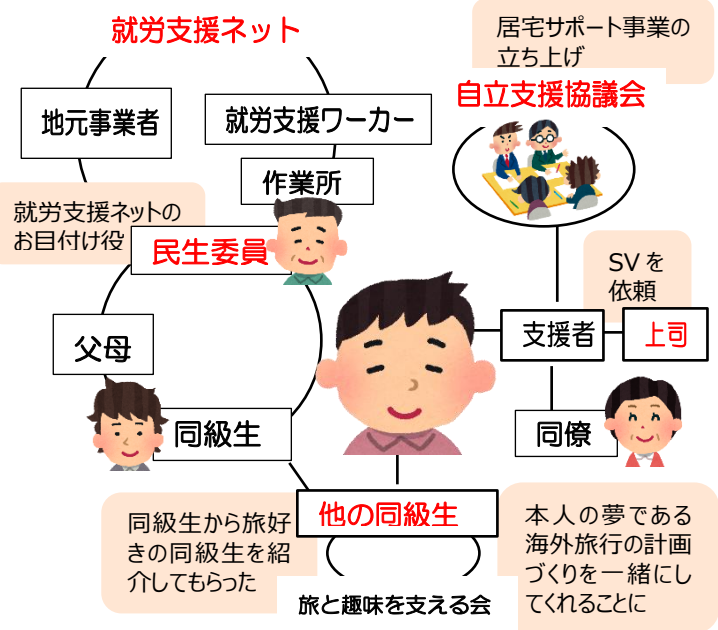 就労支援ネット
居宅サポート事業の
立ち上げ
自立支援協議会
地元事業者
就労支援ワーカー
作業所
就労支援ネットの
お目付け役
民生委員
SVを
依頼
父母
支援者
上司
同級生
同僚
他の同級生
同級生から旅好
きの同級生を紹
介してもらった
本人の夢である
海外旅行の計画
づくりを一緒にし
てくれることに
旅と趣味を支える会